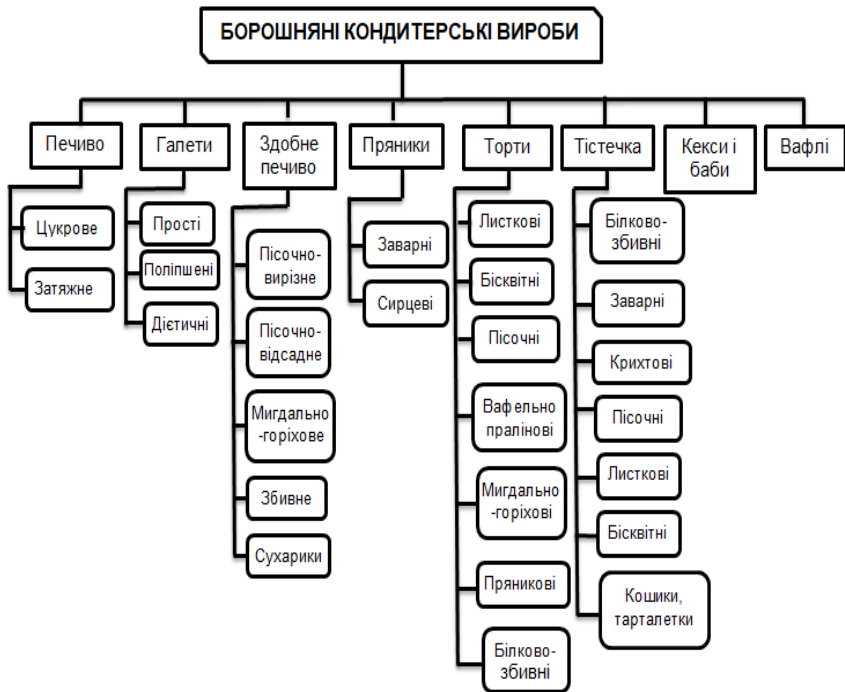 БОРОШНЯНІ КОНДИТЕРСЬКІ ВИРОБИ
Печиво
Галети
Здобне
печиво
Пряники
Торти
Тістечка
Кекси і
баби
Вафлі
Цукрове
Затяжне
Прості
Поліпшені
Дієтичні
Пісочно-
вирізне
Пісочно-
відсадне
Мигдально
-горіхове
Збивне
Сухарики
Заварні
Сирцеві
Листкові
Бісквітні
Пісочні
Вафельно
пралінові
Мигдально
-горіхові
Пряникові
Білково-
збивні
Білково-
збивні
Заварні
Крихтові
Пісочні
Листкові
Бісквітні
Кошики,
тарталетки